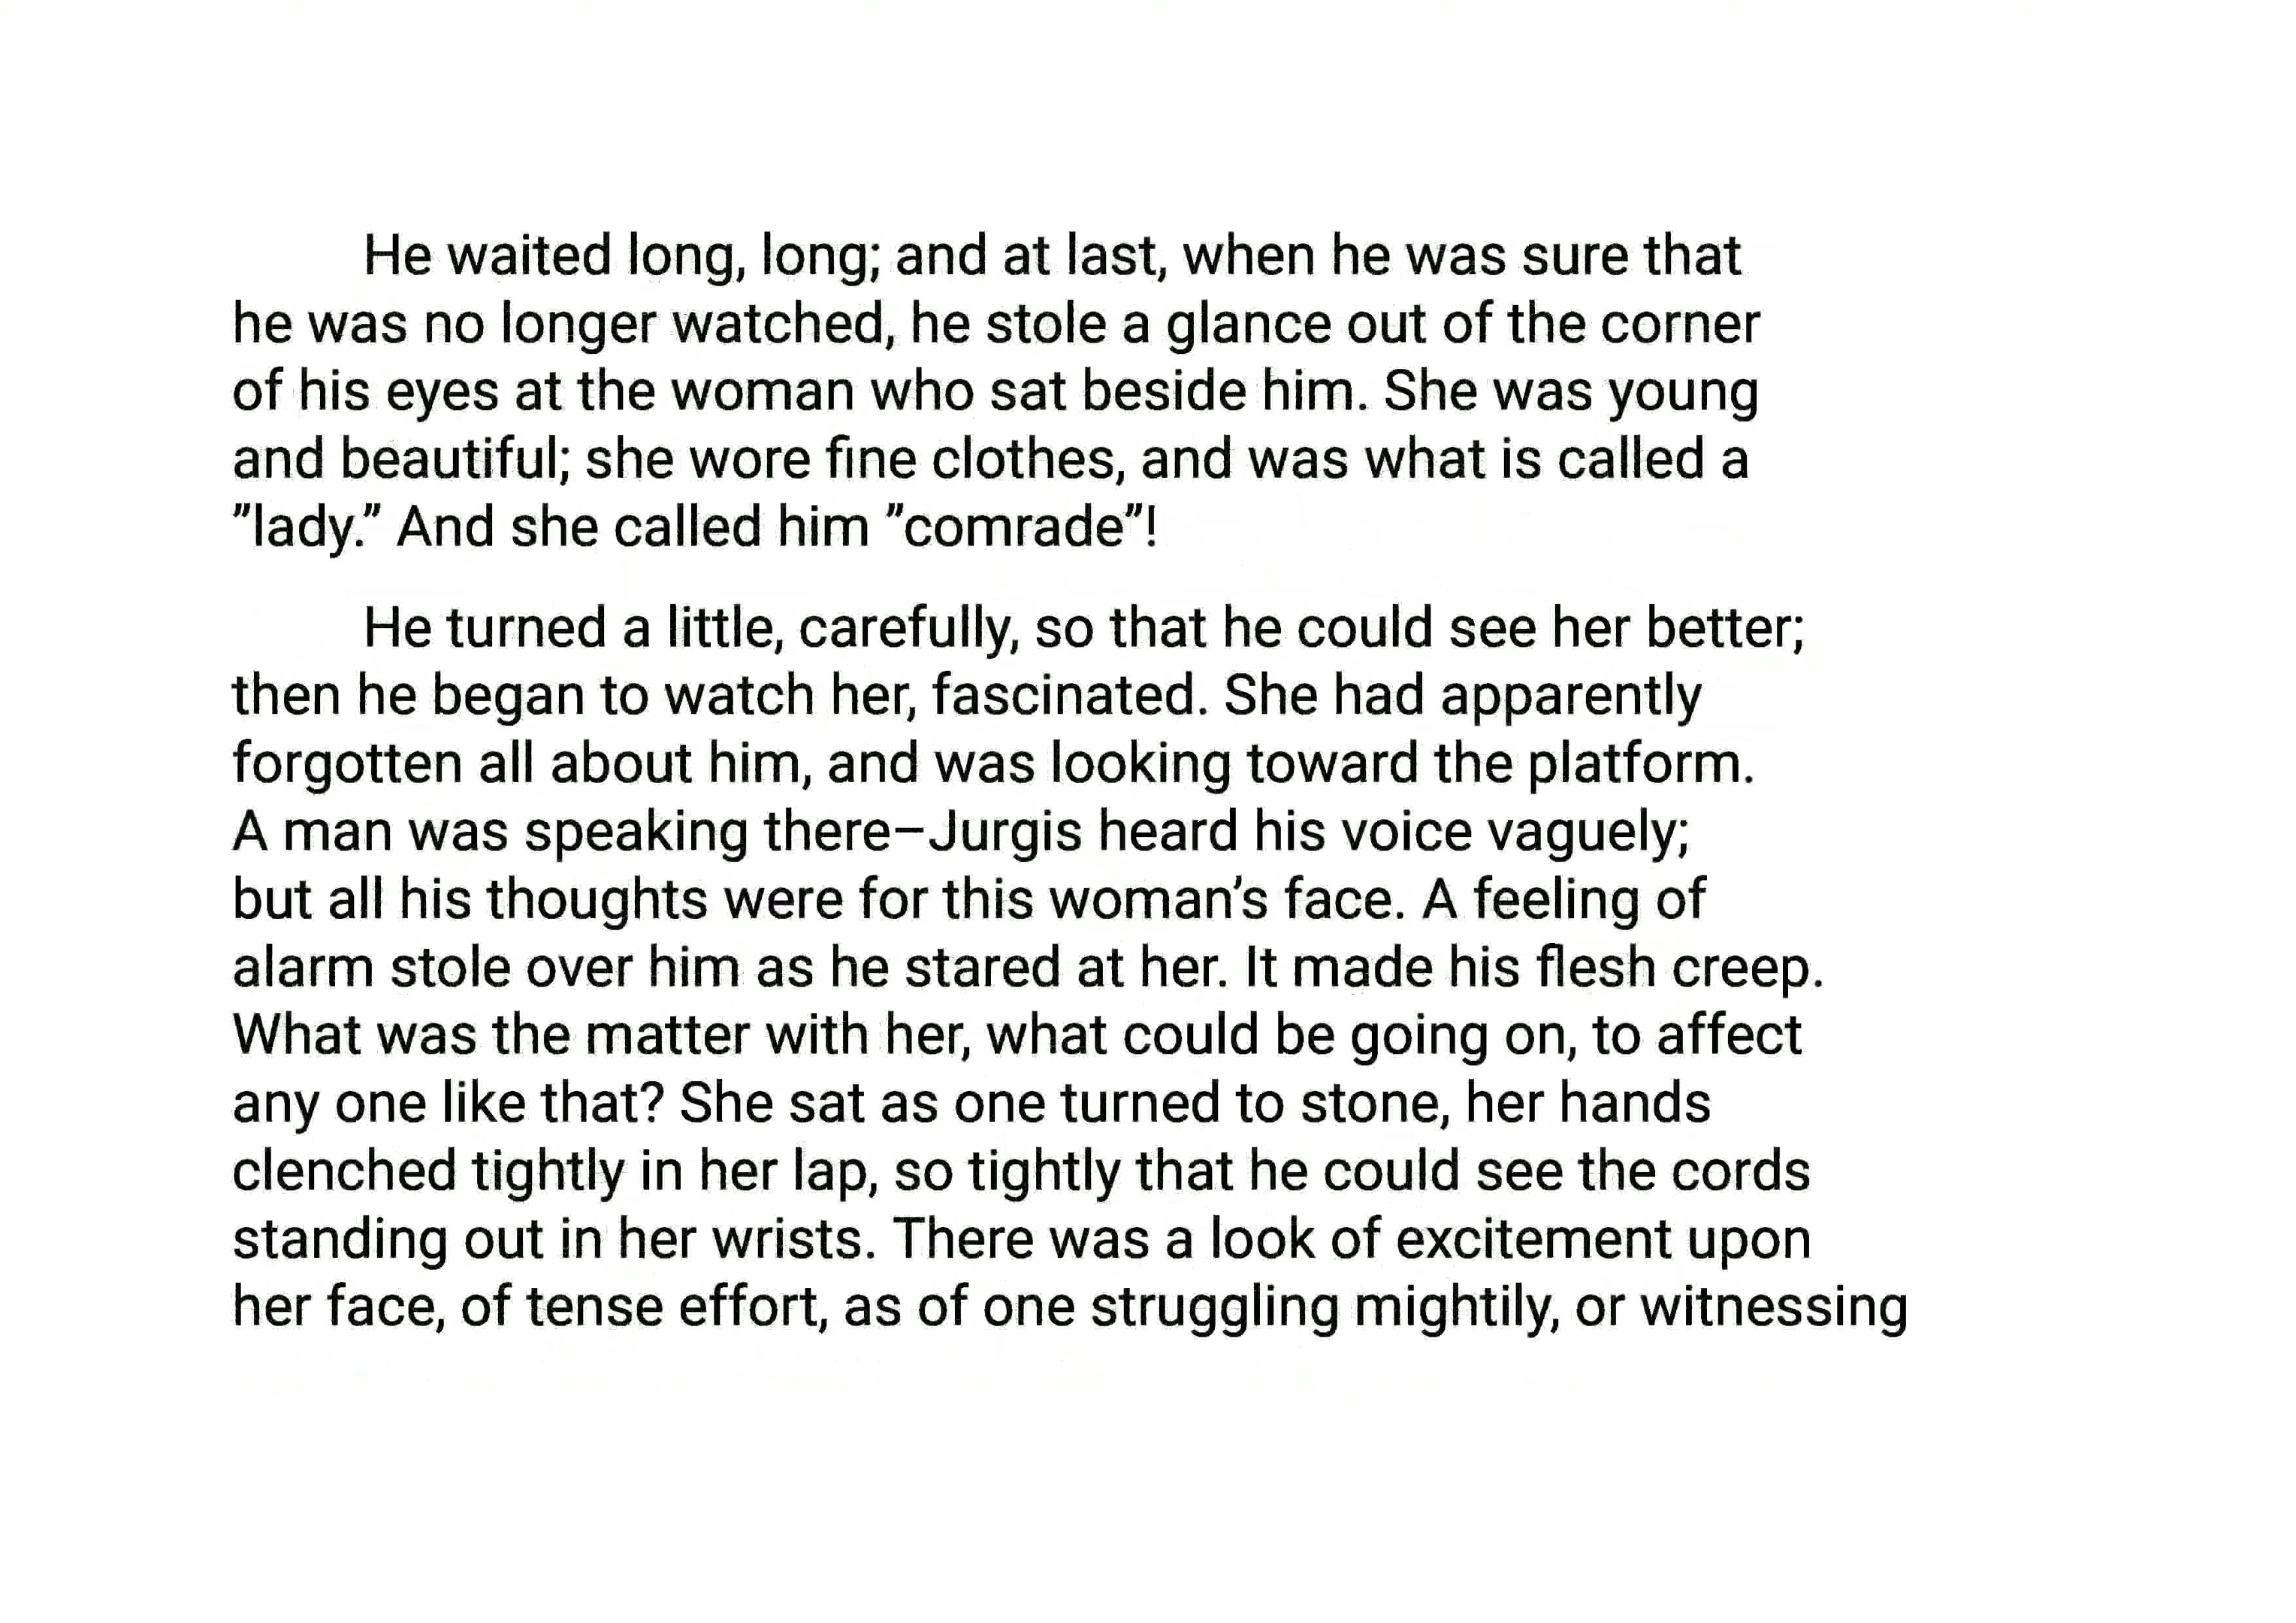 He waited long, long; and at last, when he was sure that
he was no longer watched, he stole a glance out of the corner
of his eyes at the woman who sat beside him. She was young
and beautiful; she wore fine clothes, and was what is called a
”lady.” And she called him ”comrade”!
He turned a little, carefully, so that he could see her better;
then he began to watch her, fascinated. She had apparently
forgotten all about him, and was looking toward the platform.
A man was speaking there–Jurgis heard his voice vaguely;
but all his thoughts were for this woman’s face. A feeling of
alarm stole over him as he stared at her. It made his flesh creep.
What was the matter with her, what could be going on, to affect
any one like that? She sat as one turned to stone, her hands
clenched tightly in her lap, so tightly that he could see the cords
standing out in her wrists. There was a look of excitement upon
her face, of tense effort, as of one struggling mightily, or witnessing